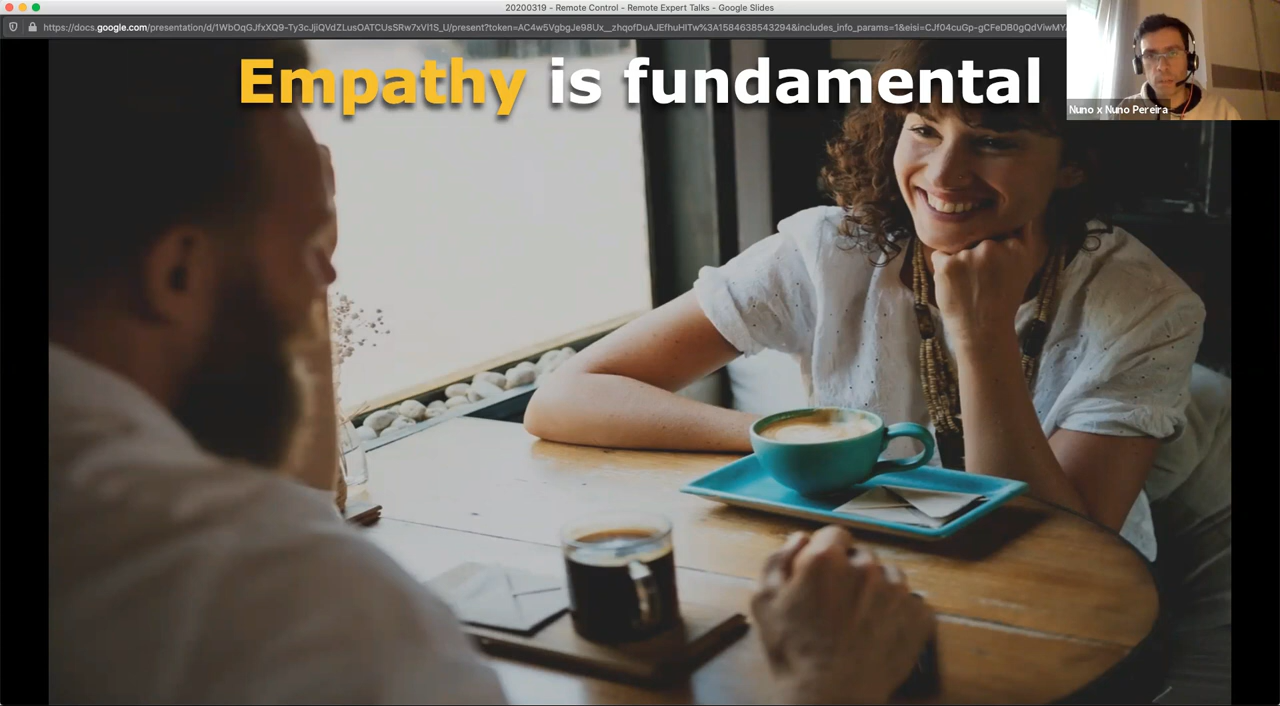 20200319 - Remote Control - Remote Expert Talks - Google Slides
Empathy is fundamental
Nuno x Nuno Pereira